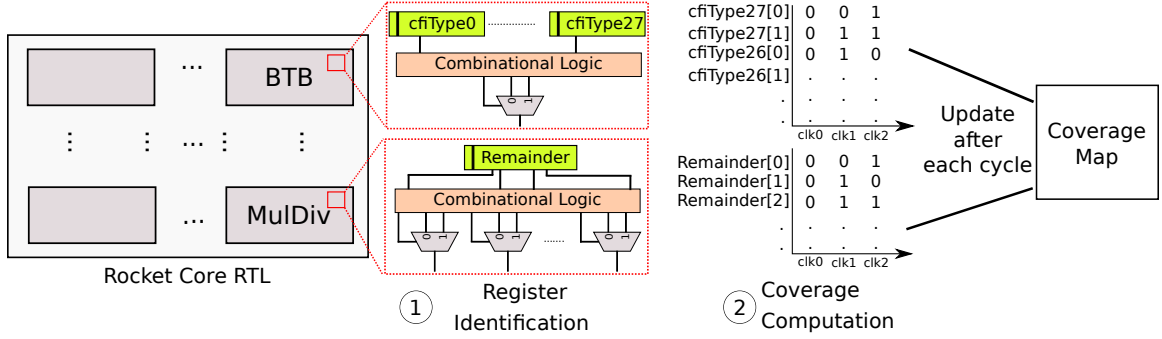 BTB
...
...
...
...
...
MulDiv
...
Rocket Core RTL
cfiType0 ......... cfiType27
Combinational Logic
0 1
Remainder
Combinational Logic
0 1
0 1
......
0 1
1 Register
Identification
cfiType27[0] 0 0 1
cfiType27[1] 0 1 1
cfiType26[0] 0 1 0
cfiType26[1] . . .
. . . .
. . . .
clk0 clk1 clk2
Remainder[0] 0 0 1
Remainder[1] 0 1 0
Remainder[2] 0 1 1
. . . .
. . . .
clk0 clk1 clk2
2 Coverage
Computation
Update
after
each cycle
Coverage
Map